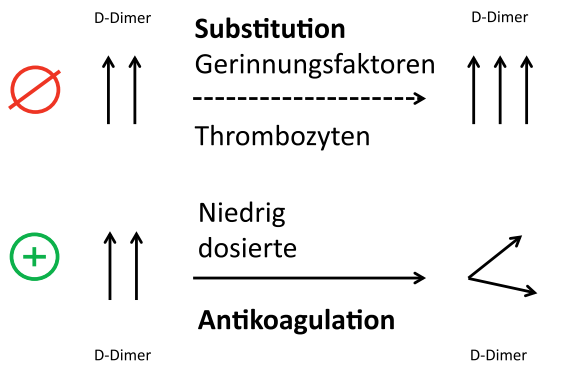 D-Dimer
Substitution
D-Dimer
Gerinnungsfaktoren
Thrombozyten
Niedrig
dosierte
Antikoagulation
D-Dimer
D-Dimer